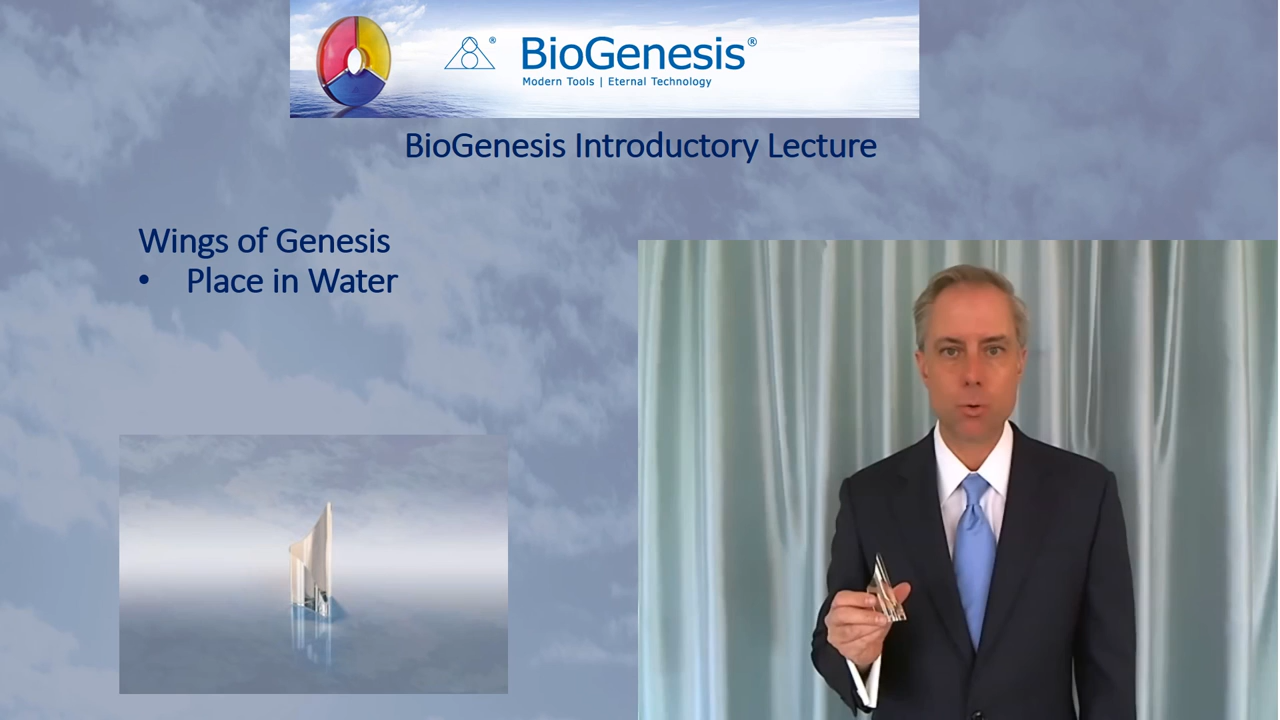 BioGenesis®
®
Modern Tools | Eternal Technology
BioGenesis Introductory Lecture
Wings of Genesis
• Place in Water